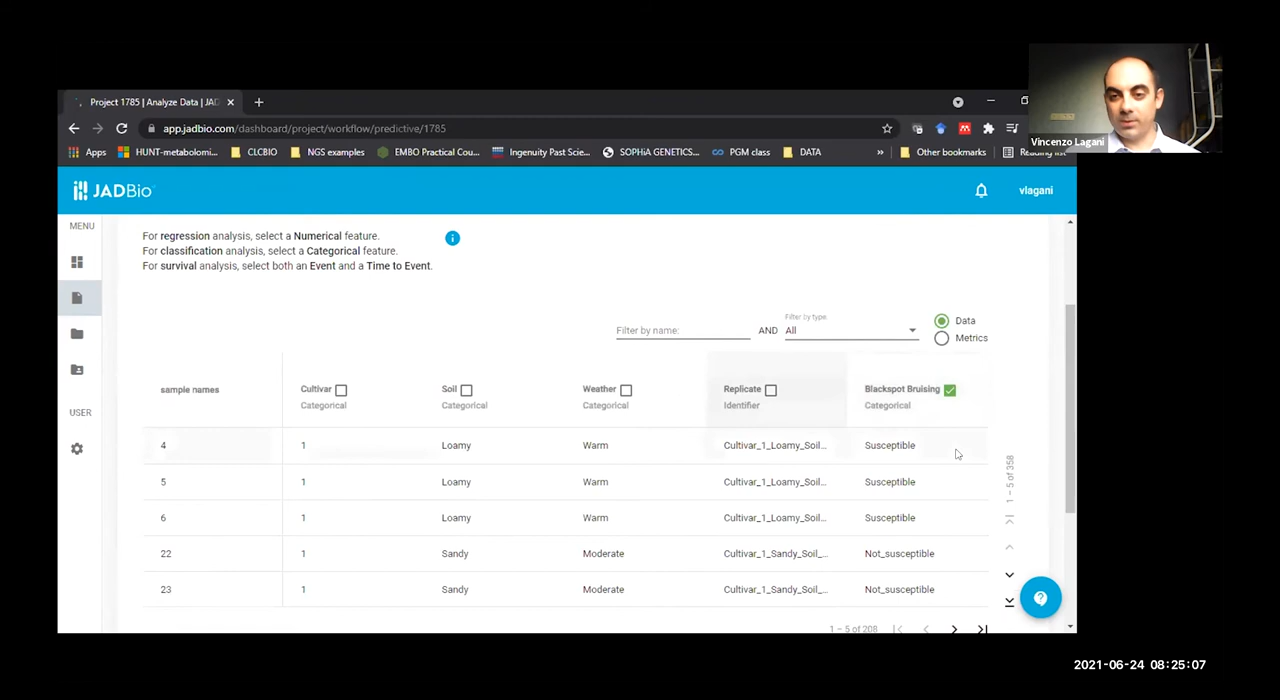 Project 1785 | Analyze Data | JAD
app.jadbio.com/dashboard/project/workflow/predictive/1785
Apps HUNT-metabolomi... CLCBIO NGS examples EMBO Practical Cou... Ingenuity Past Scie... SOPHiA GENETICS... PGM class DATA » Other bookmarks Reading list
Vincenzo Lagani
JADBio
vlagani
MENU
USER
For regression analysis, select a Numerical feature.
For classification analysis, select a Categorical feature.
For survival analysis, select both an Event and a Time to Event.
Filter by name:
AND
Filter by type:
All
Data
Metrics
sample names Cultivar Soil Weather Replicate Blackspot Bruising
Categorical Categorical Categorical Identifier Categorical
4 1 Loamy Warm Cultivar_1_Loamy_Soil... Susceptible
5 1 Loamy Warm Cultivar_1_Loamy_Soil... Susceptible
6 1 Loamy Warm Cultivar_1_Loamy_Soil... Susceptible
22 1 Sandy Moderate Cultivar_1_Sandy_Soil_... Not_susceptible
23 1 Sandy Moderate Cultivar_1_Sandy_Soil_... Not_susceptible
1 – 5 of 358
1 – 5 of 208
2021-06-24 08:25:07